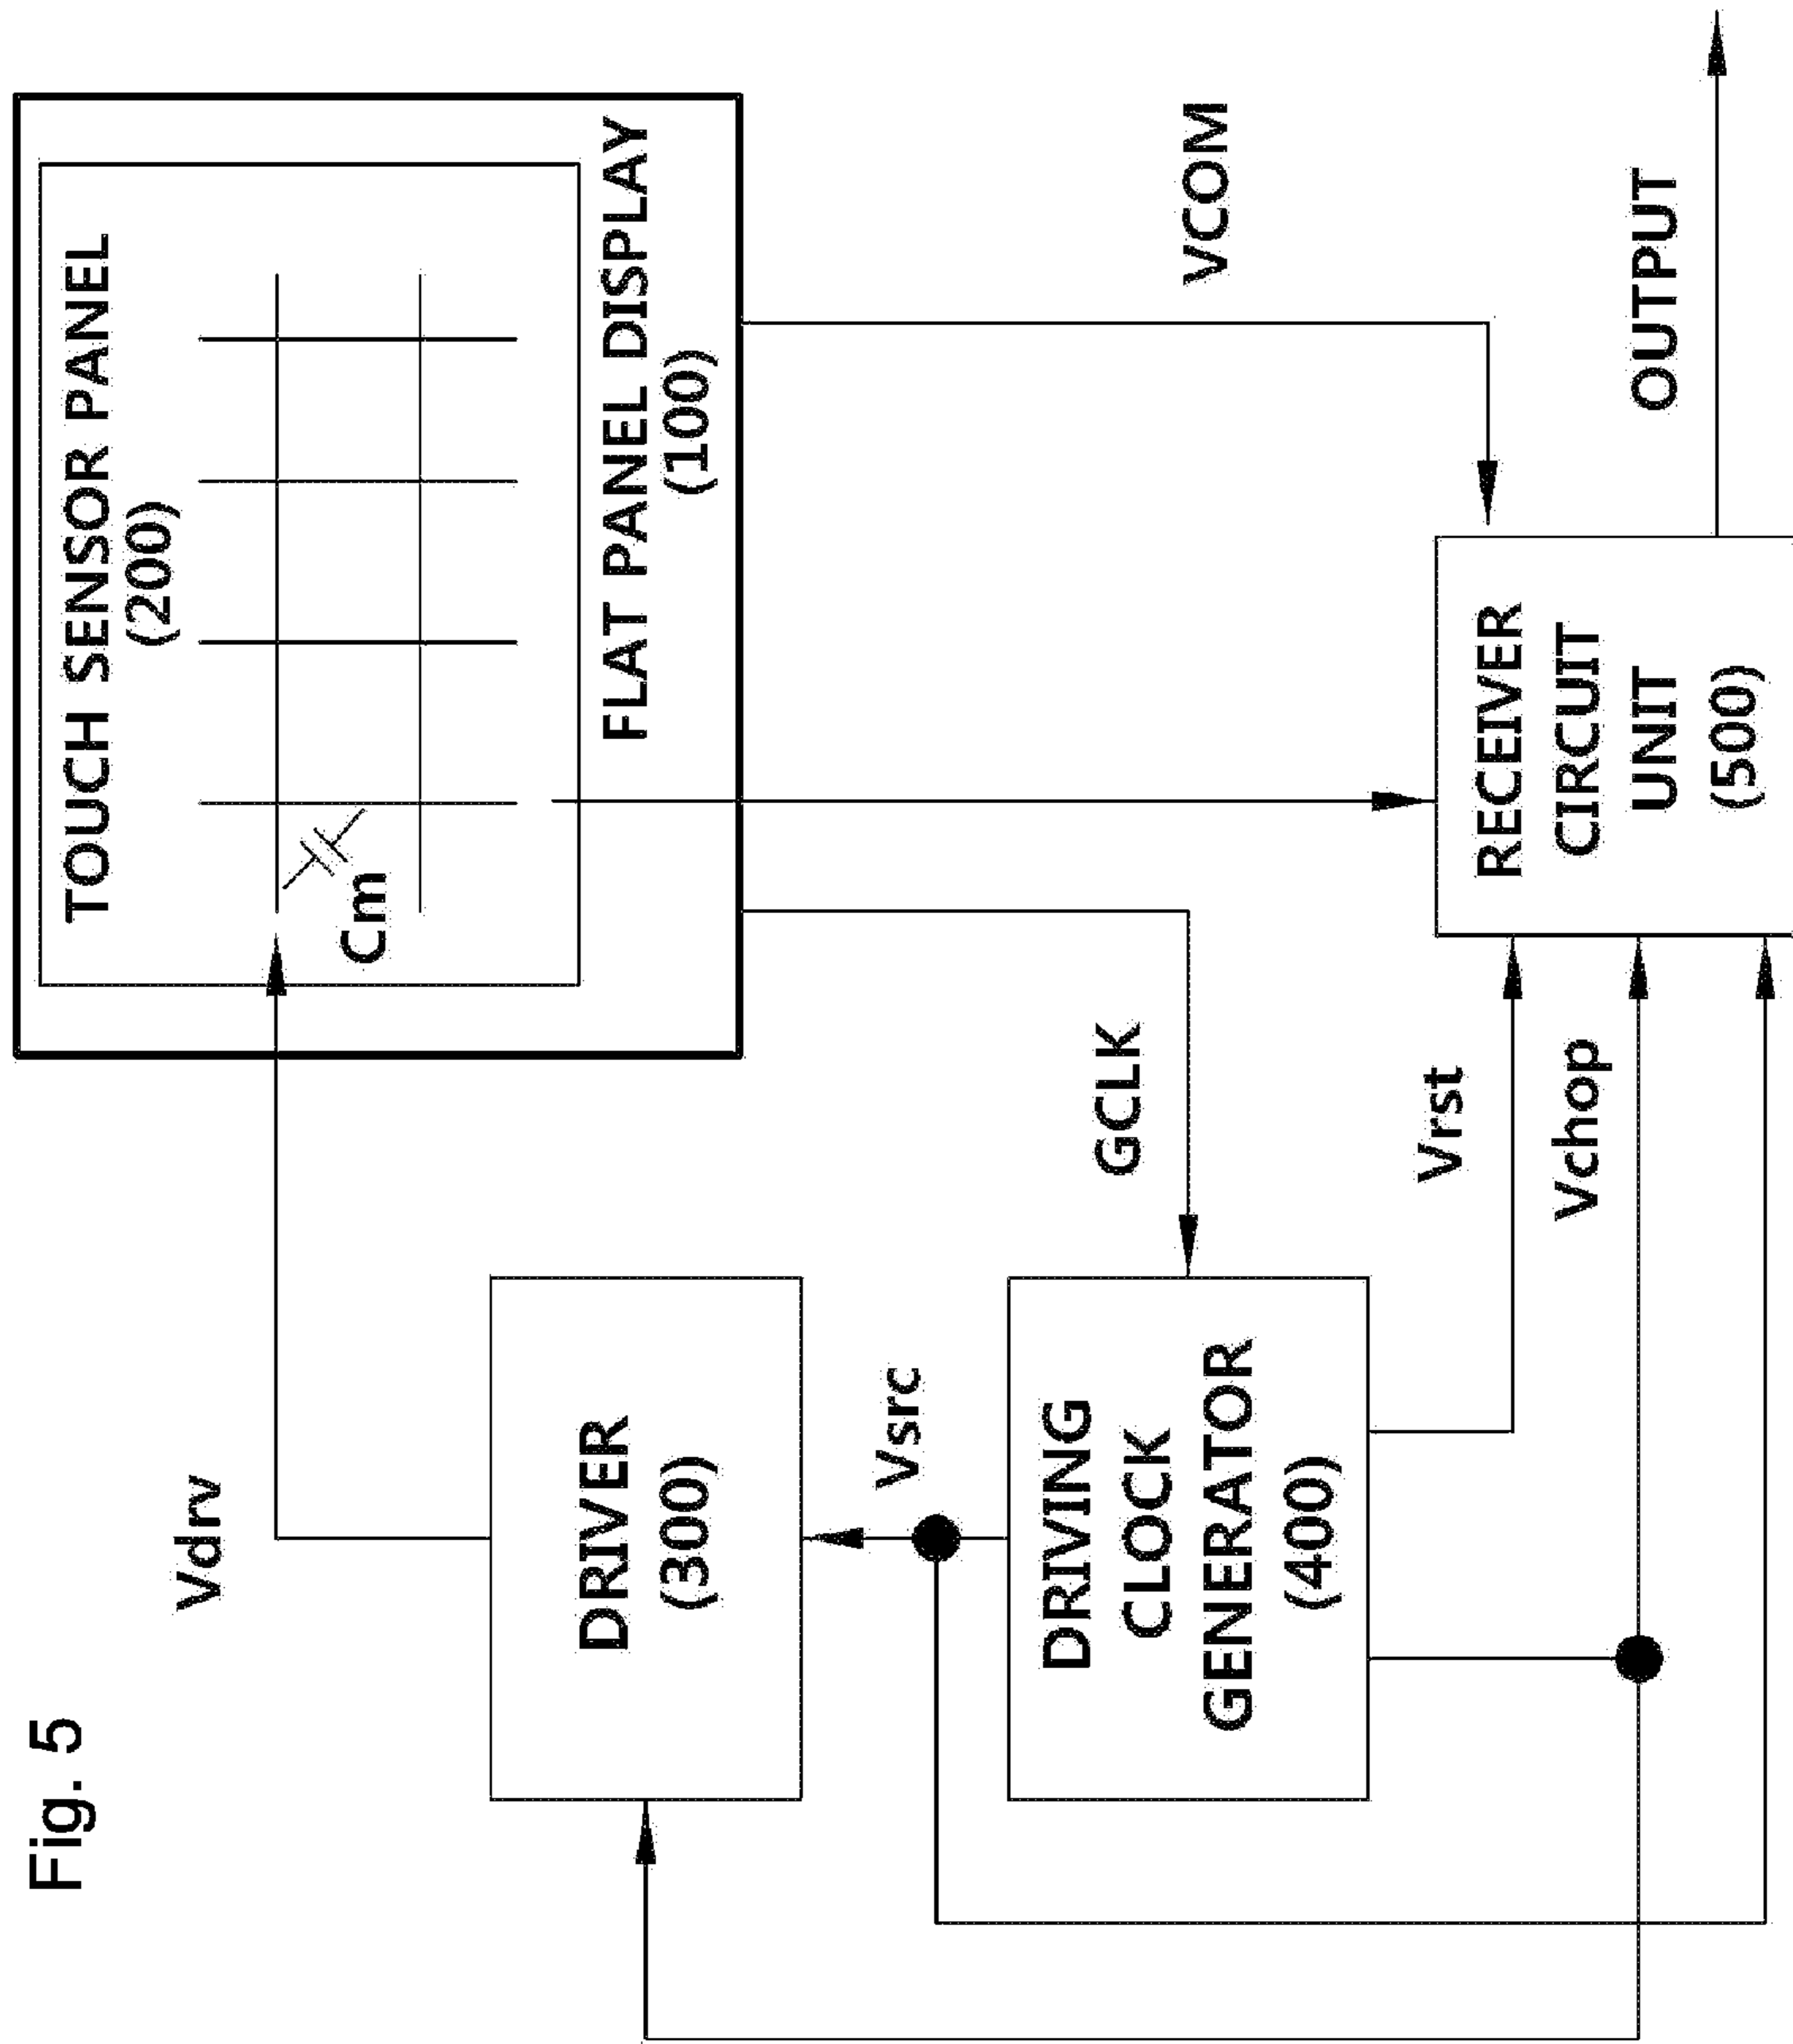 Fig. 5
TOUCH SENSOR PANEL
(200)
Cm
FLAT PANEL DISPLAY
(100)
Vdrv
DRIVER
(300)
Vsrc
DRIVING
CLOCK
GENERATOR
(400)
GCLK
VCOM
Vrst
Vchop
RECEIVER
CIRCUIT
UNIT
(500)
OUTPUT